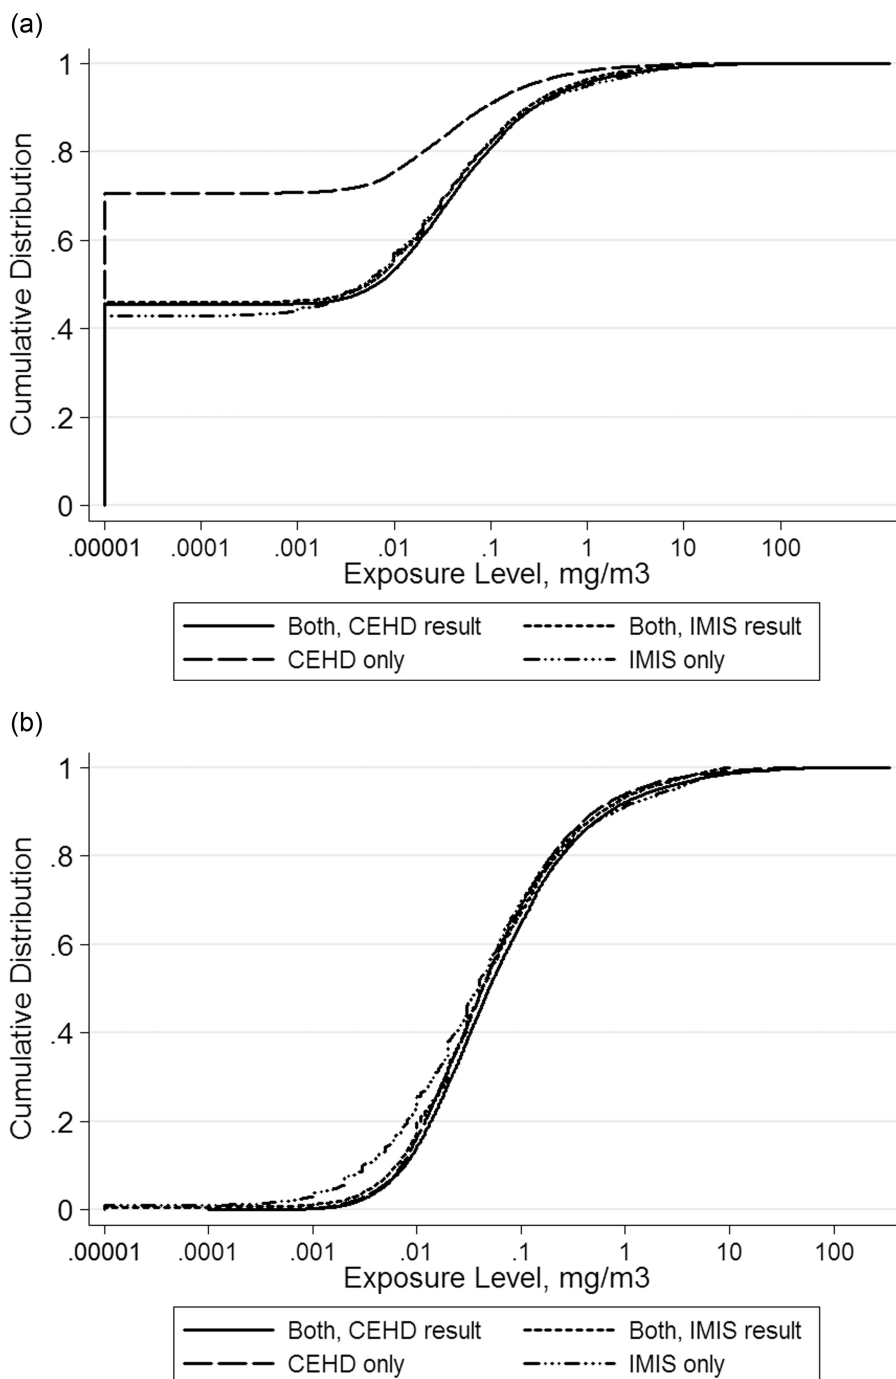 (a)
1
.8
.6
.4
.2
0
Cumulative Distribution
.00001 .0001 .001 .01 .1 1 10 100
Exposure Level, mg/m3
Both, CEHD result Both, IMIS result
CEHD only IMIS only
(b)
1
.8
.6
.4
.2
0
Cumulative Distribution
.00001 .0001 .001 .01 .1 1 10 100
Exposure Level, mg/m3
Both, CEHD result Both, IMIS result
CEHD only IMIS only